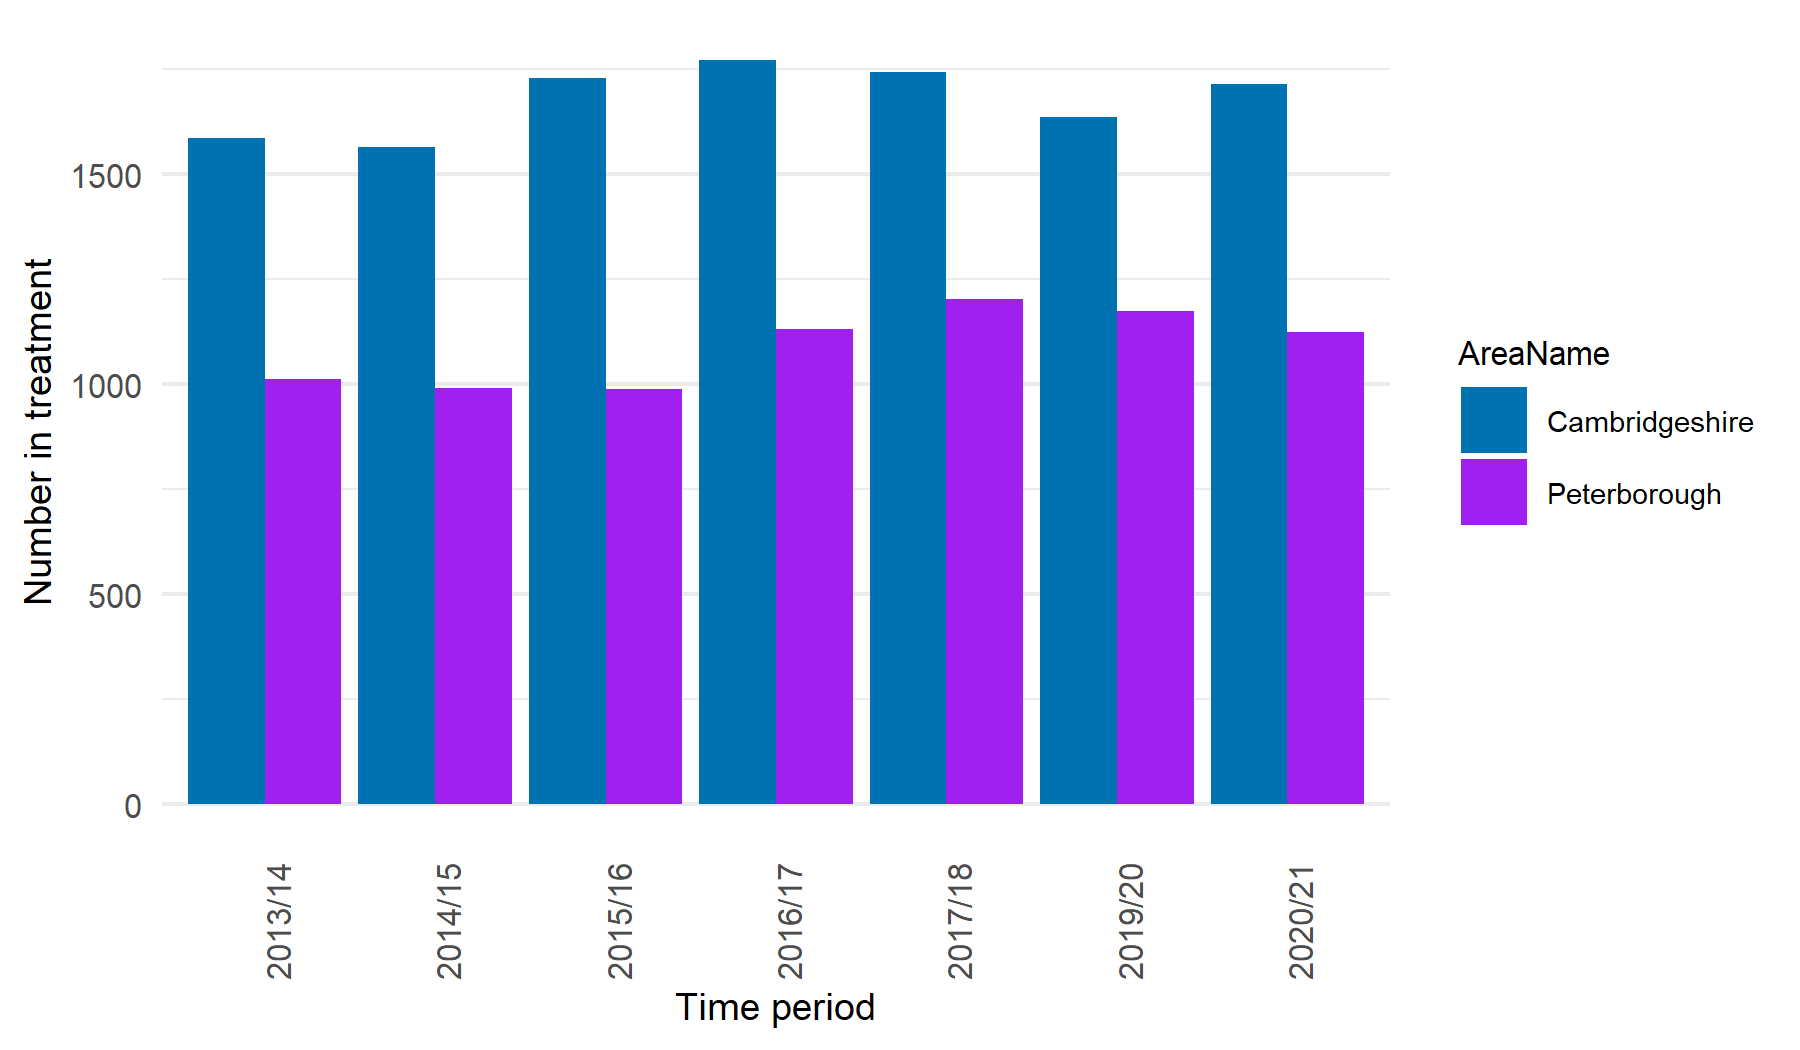 Number in treatment
1500
1000
500
0
2013/14
2014/15
2015/16
2016/17
2017/18
2019/20
2020/21
Time period
AreaName
Cambridgeshire
Peterborough